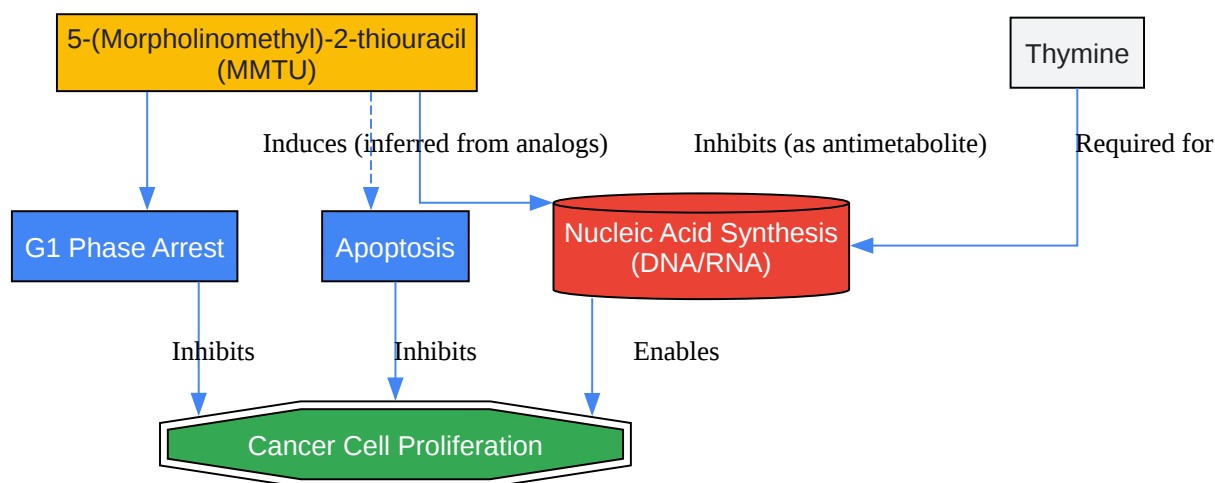 5-(Morpholinomethyl)-2-thiouracil
(MMTU)
Thymine
Induces (inferred from analogs)
Inhibits (as antimetabolite)
Required for
G1 Phase Arrest
Apoptosis
Nucleic Acid Synthesis
(DNA/RNA)
Inhibits
Inhibits
Enables
Cancer Cell Proliferation